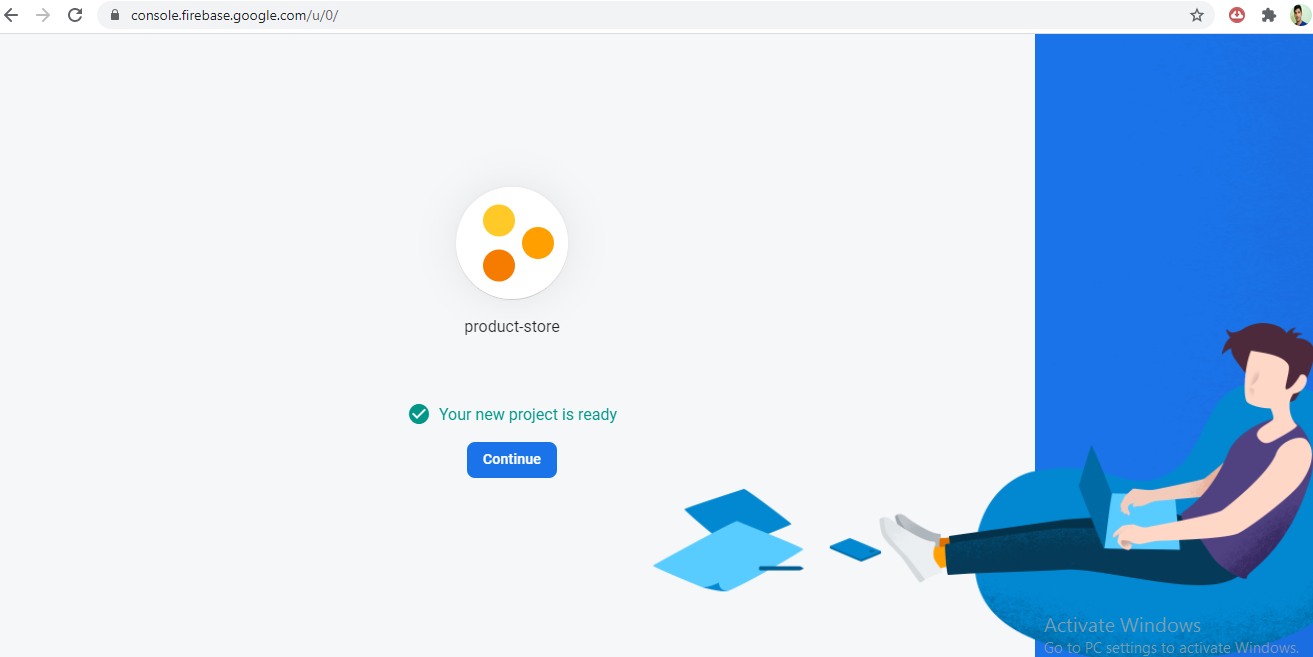 console.firebase.google.com/u/0/
product-store
Your new project is ready
Continue
Activate Windows
Go to PC settings to activate Windows.